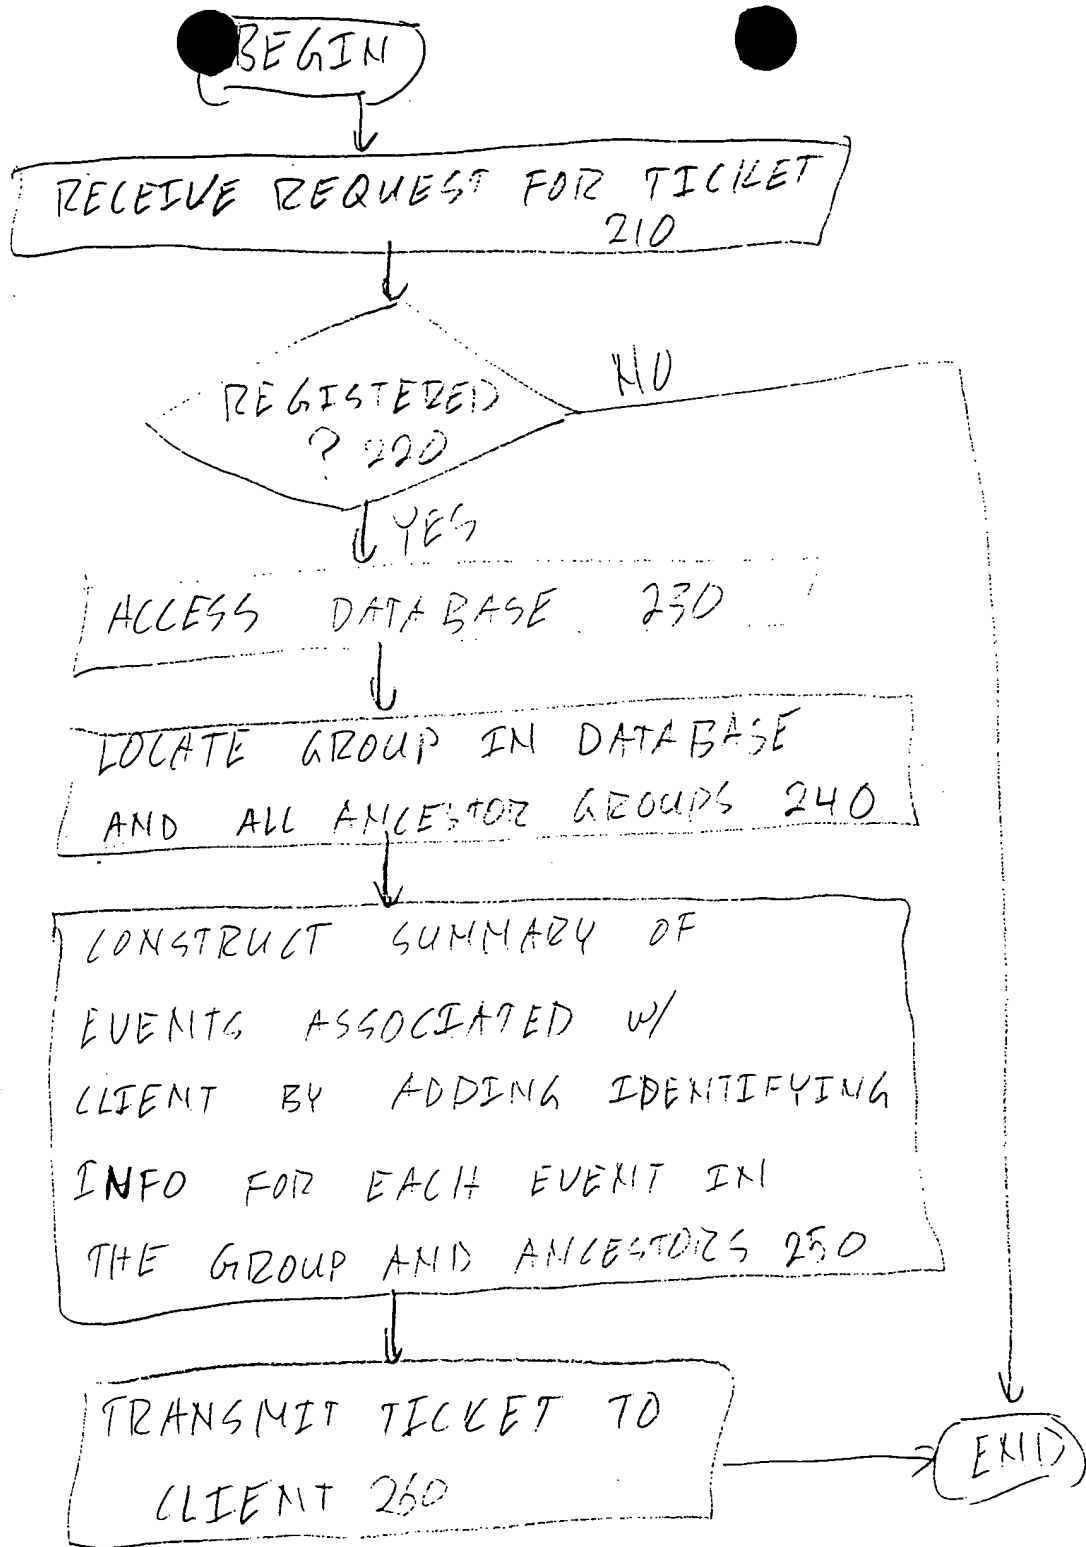 BEGIN
RECEIVE REQUEST FOR TICKET
210
NO
REGISTERED
? 220
YES
ACCESS DATABASE 230
LOCATE GROUP IN DATABASE
AND ALL ANCESTOR GROUPS 240
CONSTRUCT SUMMARY OF
EVENTS ASSOCIATED W/
CLIENT BY ADDING IDENTIFYING
INFO FOR EACH EVENT IN
THE GROUP AND ANCESTORS 250
TRANSMIT TICKET TO
CLIENT 260
END